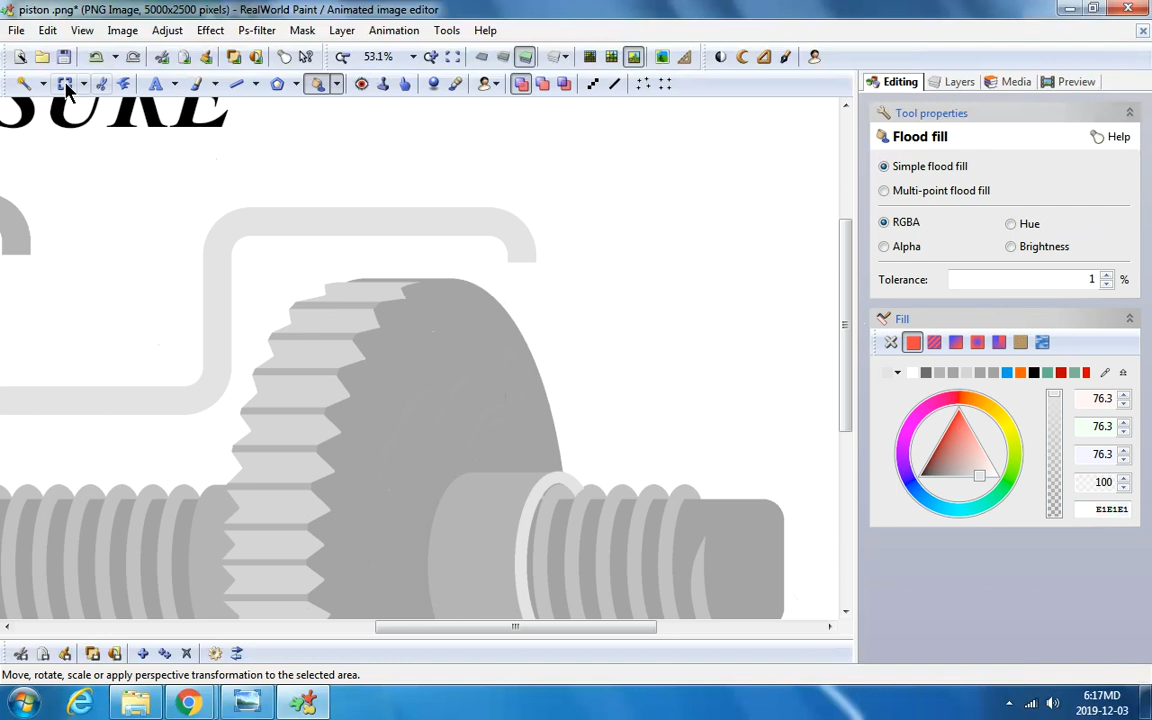 piston .png* (PNG Image, 5000x2500 pixels) - RealWorld Paint / Animated image editor
File Edit View Image Adjust Effect Ps-filter Mask Layer Animation Tools Help
53.1%
Editing Layers Media Preview
SURE
Tool properties
Flood fill Help
Simple flood fill
Multi-point flood fill
RGBA Hue
Alpha Brightness
Tolerance: 1 %
Fill
76.3
76.3
76.3
100
E1E1E1
Move, rotate, scale or apply perspective transformation to the selected area.
6:17MD
2019-12-03